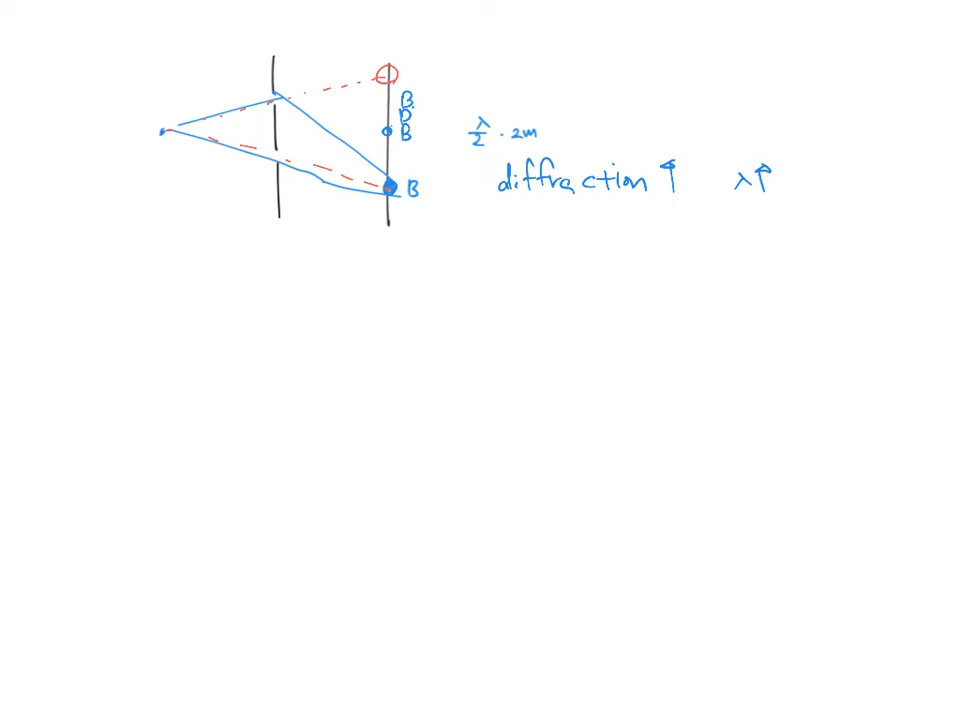 B.
D
B
λ/2 · 2m
diffraction ↑ λ↑
B